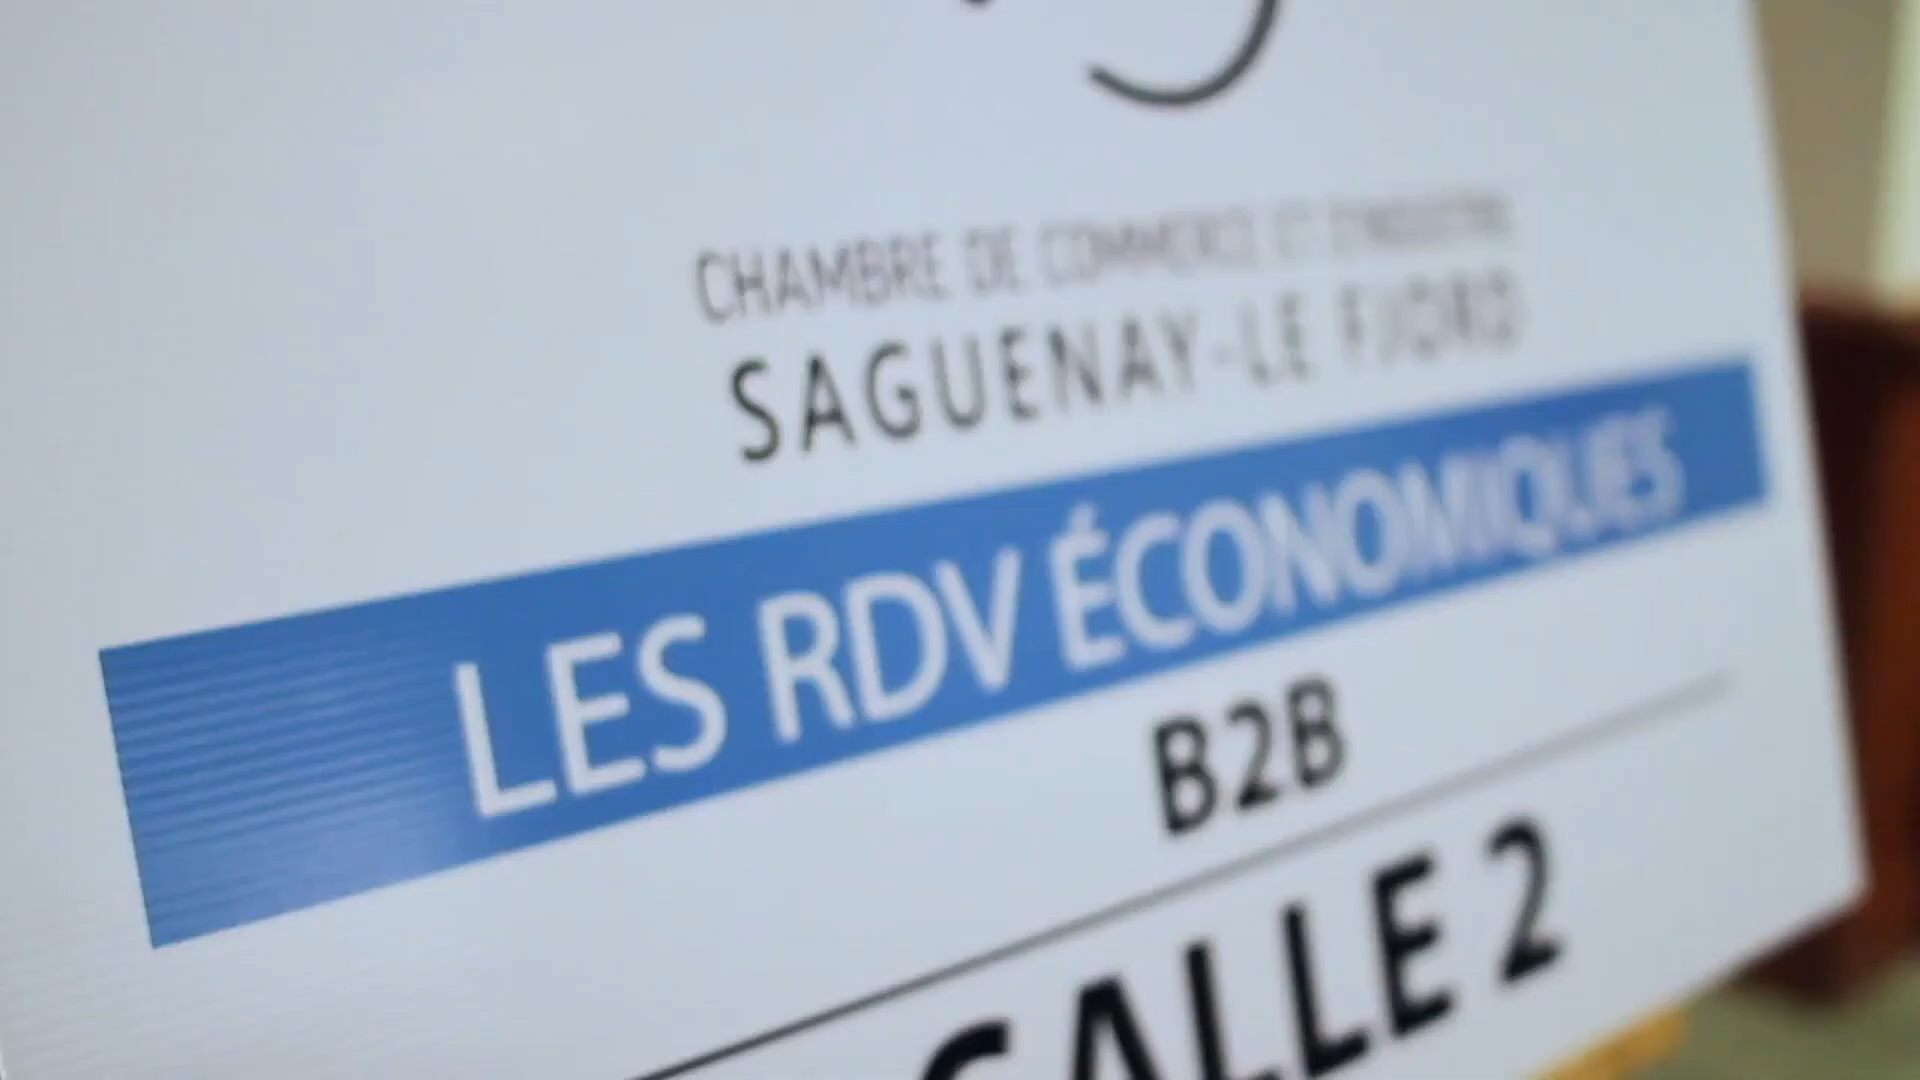 CHAMBRE DE COMMERCE ET D'INDUSTRIE
SAGUENAY-LE FJORD
LES RDV ÉCONOMIQUES
B2B
SALLE 2